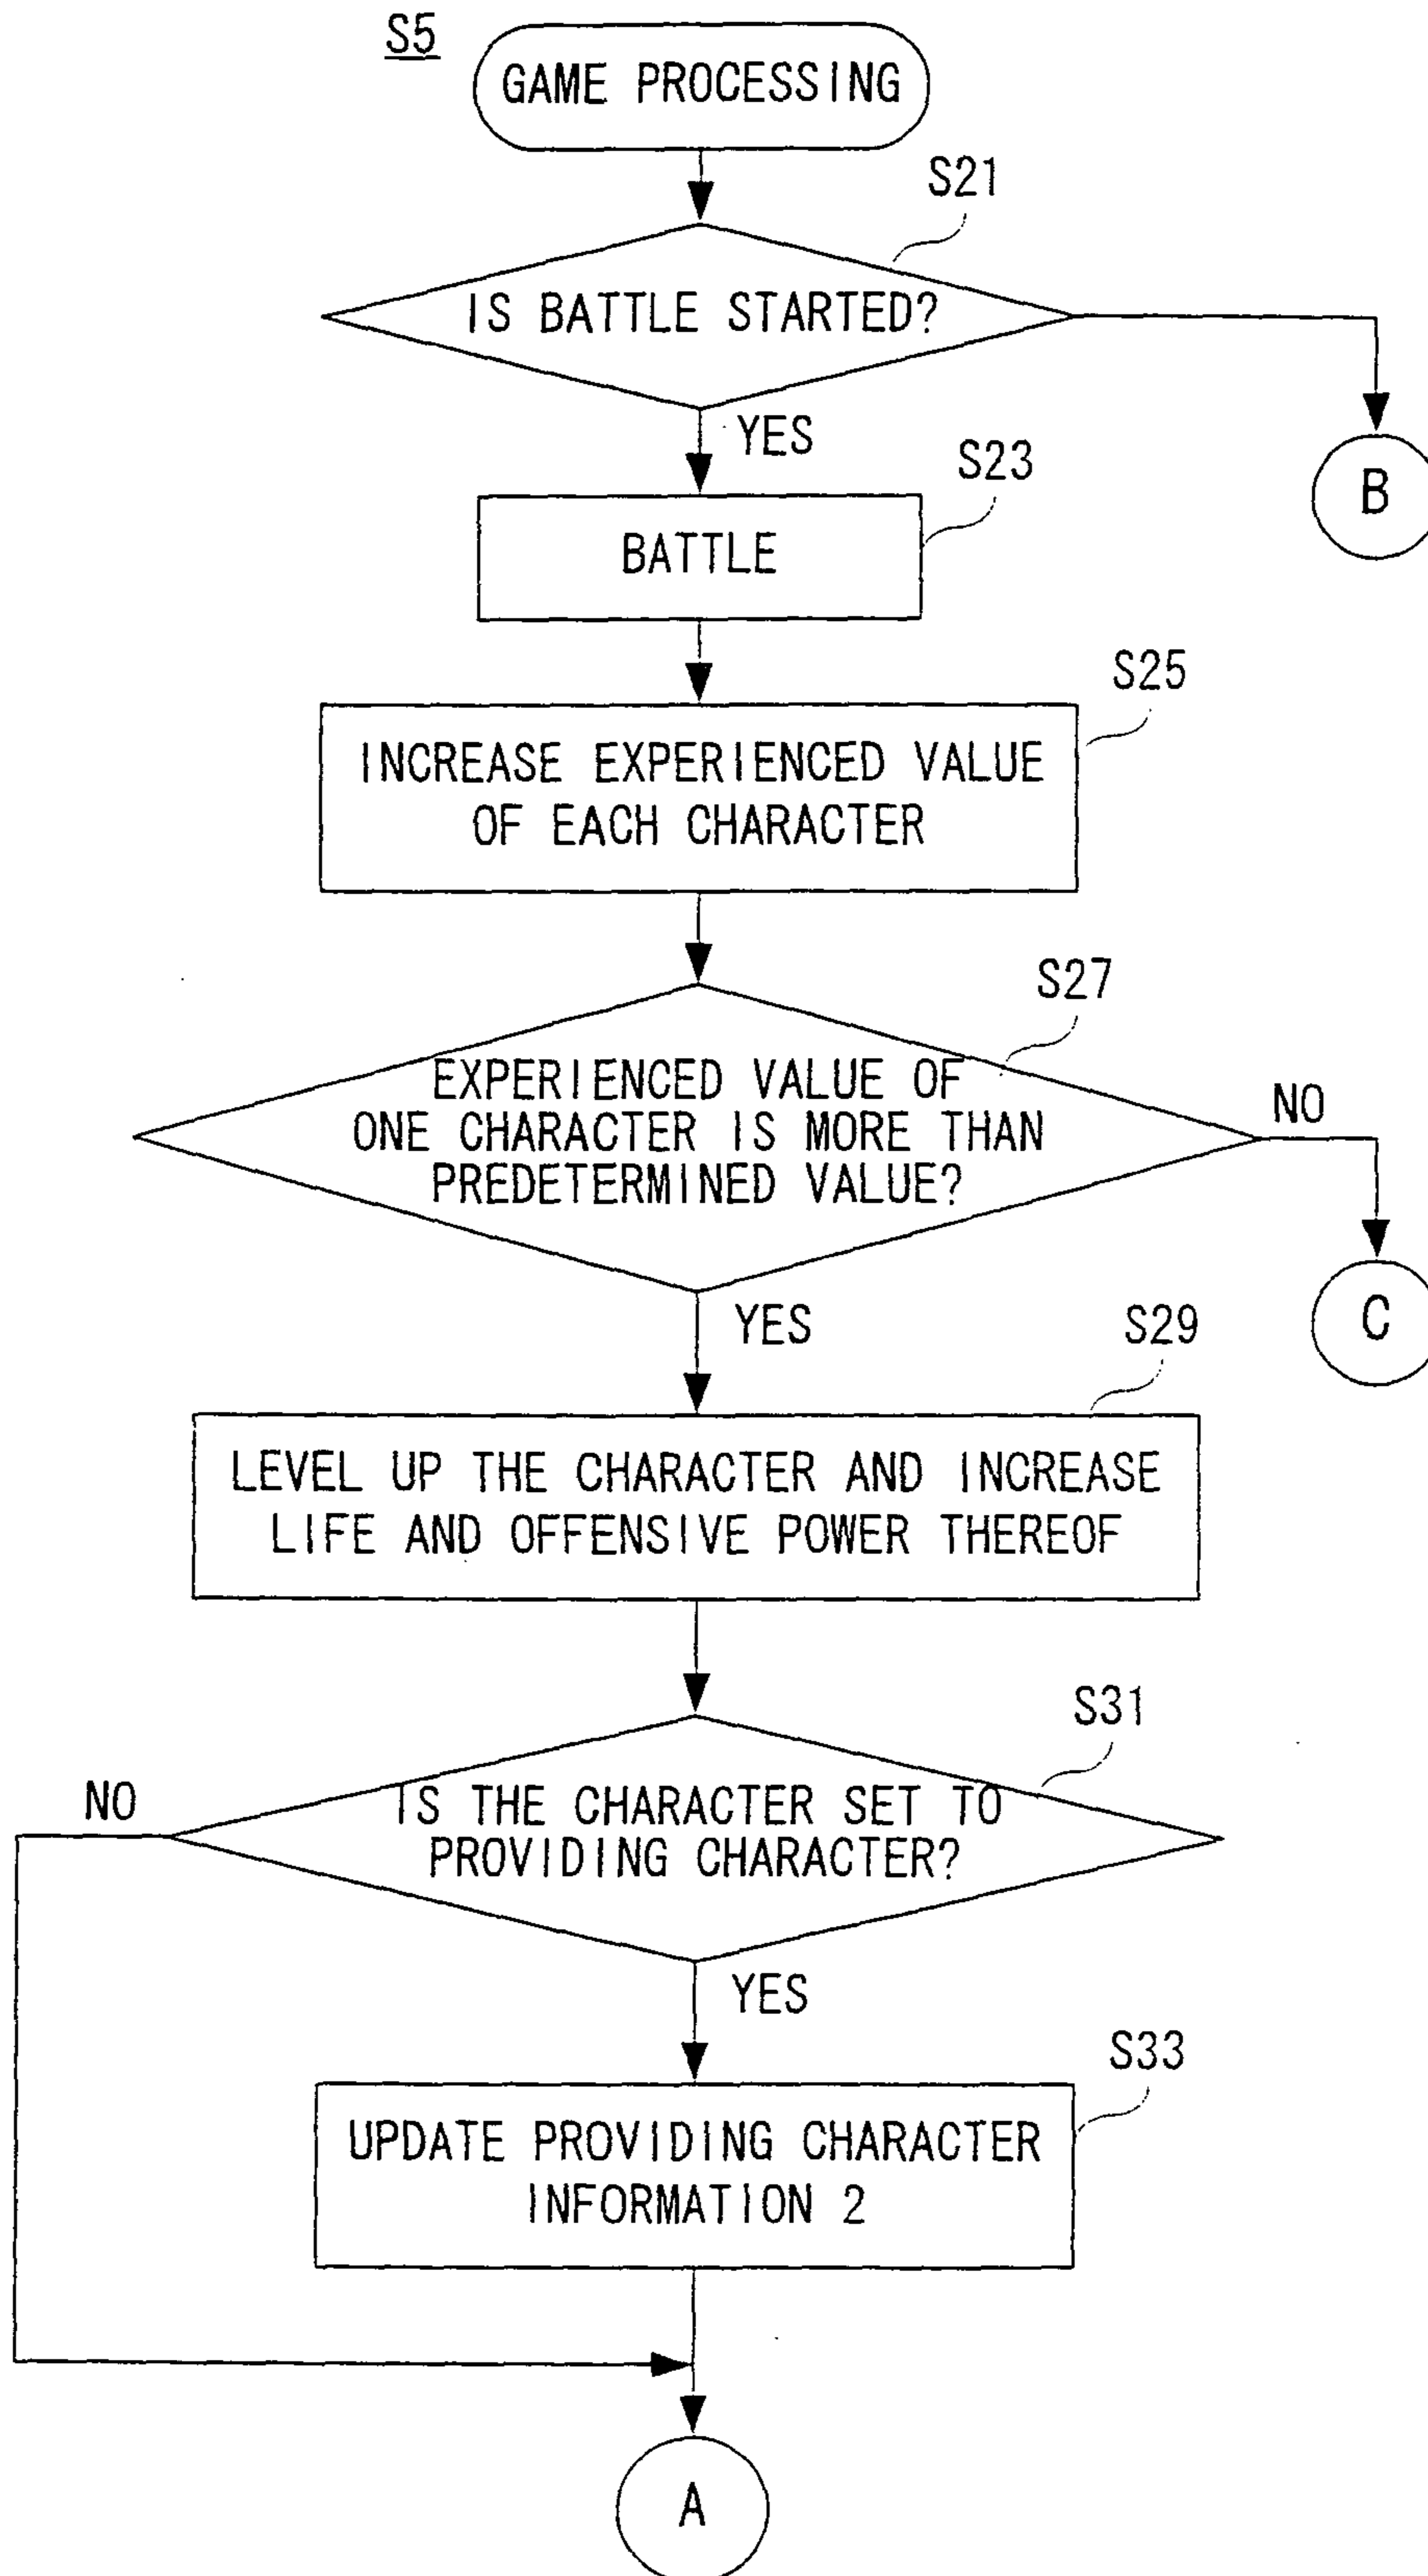 S5
GAME PROCESSING
S21
IS BATTLE STARTED?
YES
B
S23
BATTLE
S25
INCREASE EXPERIENCED VALUE
OF EACH CHARACTER
S27
EXPERIENCED VALUE OF
ONE CHARACTER IS MORE THAN
PREDETERMINED VALUE?
NO
YES
C
S29
LEVEL UP THE CHARACTER AND INCREASE
LIFE AND OFFENSIVE POWER THEREOF
S31
NO
IS THE CHARACTER SET TO
PROVIDING CHARACTER?
YES
S33
UPDATE PROVIDING CHARACTER
INFORMATION 2
A